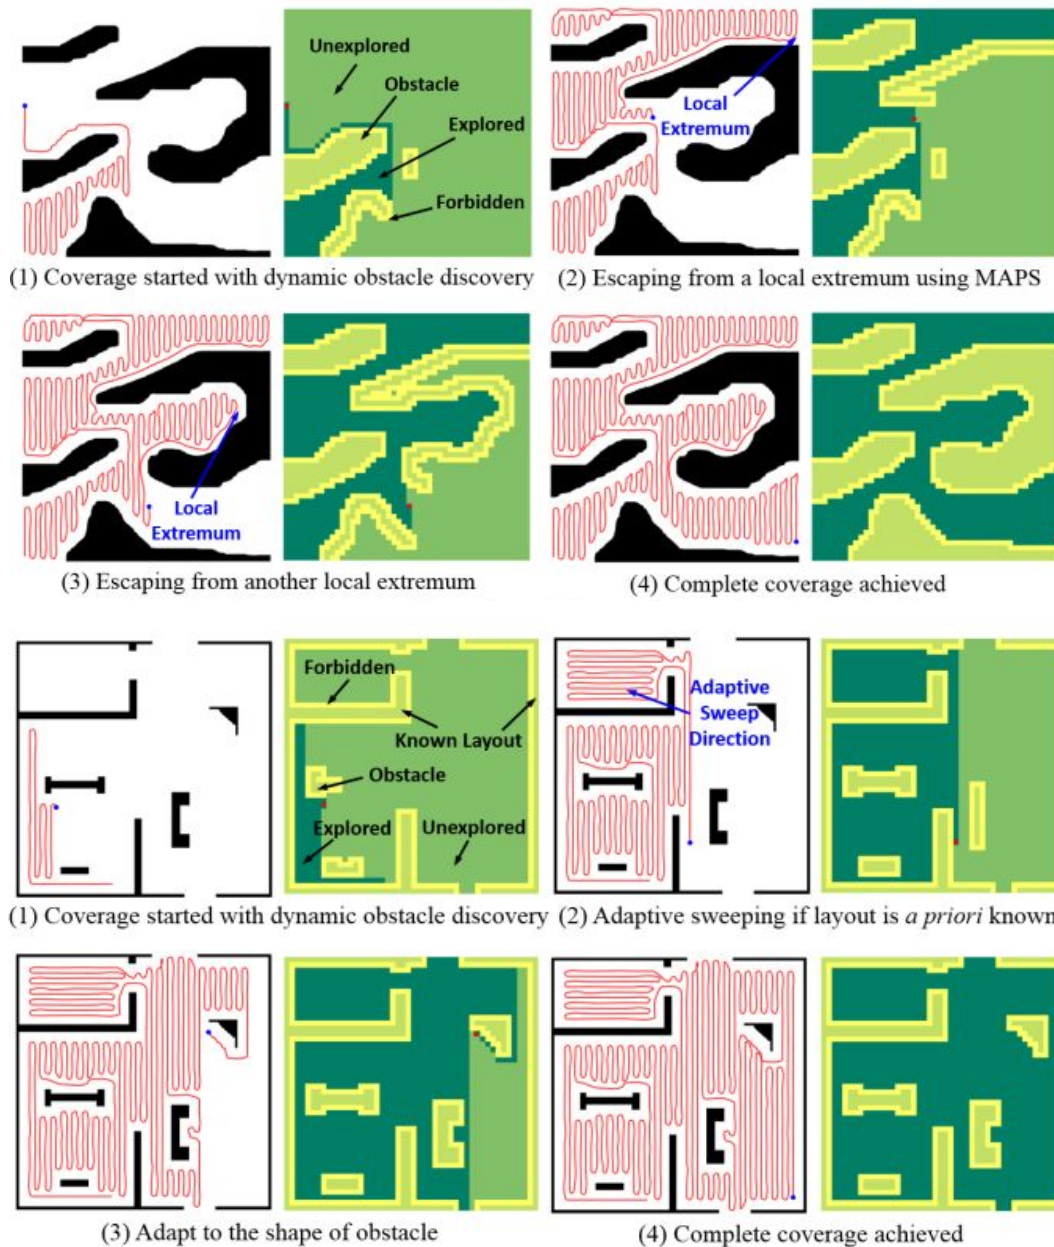 Unexplored
Obstacle
Explored
Forbidden
Local
Extremum
(1) Coverage started with dynamic obstacle discovery
(2) Escaping from a local extremum using MAPS
Local
Extremum
(3) Escaping from another local extremum
(4) Complete coverage achieved
Forbidden
Known Layout
Obstacle
Explored
Unexplored
Adaptive
Sweep
Direction
(1) Coverage started with dynamic obstacle discovery
(2) Adaptive sweeping if layout is a priori known
(3) Adapt to the shape of obstacle
(4) Complete coverage achieved